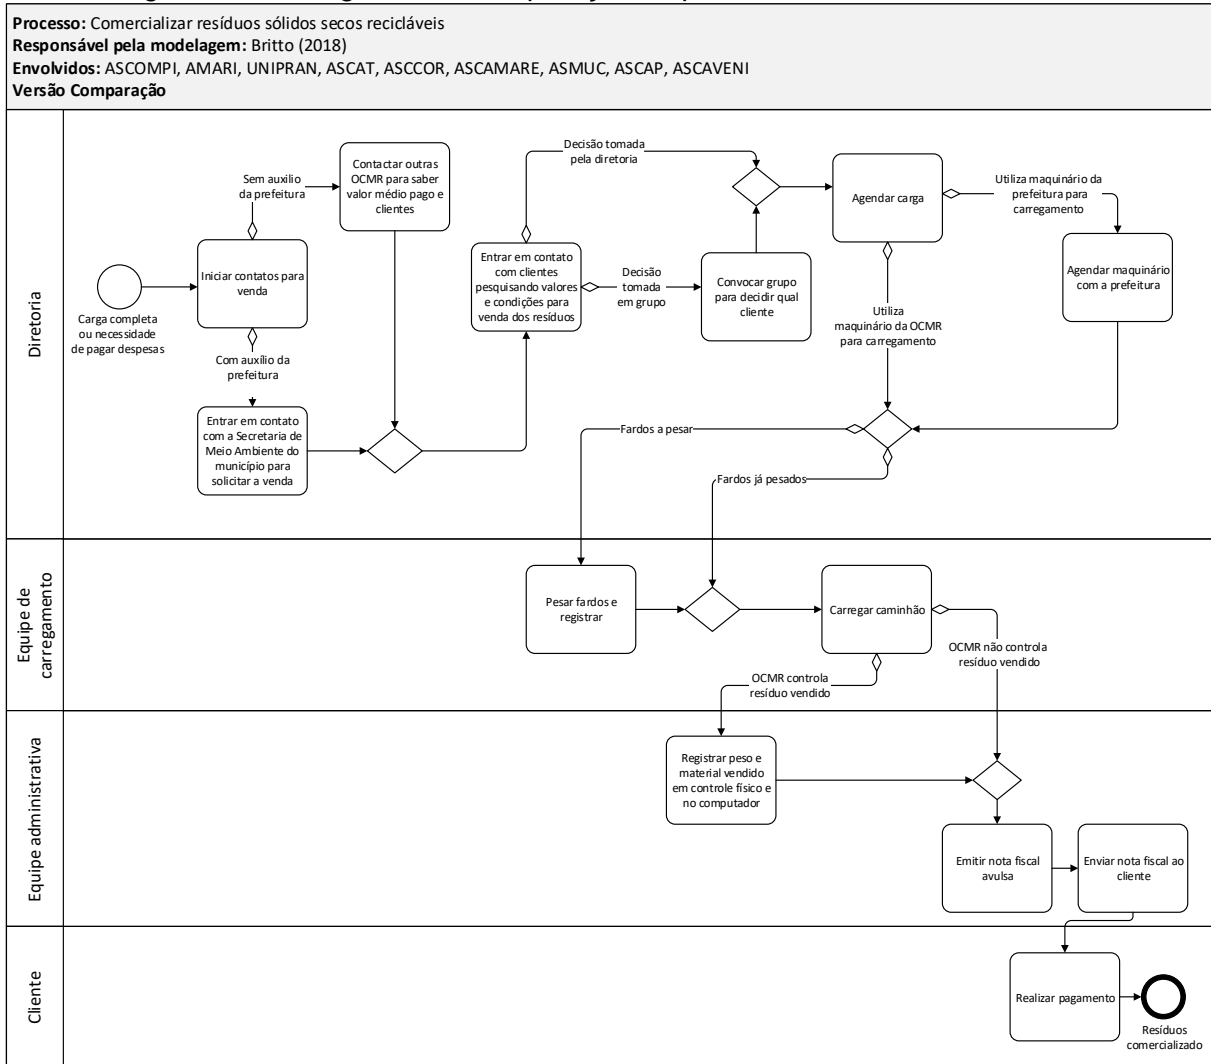 Processo: Comercializar resíduos sólidos secos recicláveis
Responsável pela modelagem: Britto (2018)
Envolvidos: ASCOMPI, AMARI, UNIPRAN, ASCAT, ASCCOR, ASCAMARE, ASMUC, ASCAP, ASCAVENI
Versão Comparação
Diretoria
Carga completa
ou necessidade
de pagar despesas
Iniciar contatos para
venda
Sem auxilio
da prefeitura
Contactar outras
OCMR para saber
valor médio pago e
clientes
Com auxílio da
prefeitura
Entrar em contato
com a Secretaria de
Meio Ambiente do
município para
solicitar a venda
Entrar em contato
com clientes
pesquisando valores
e condições para
venda dos resíduos
Decisão tomada
pela diretoria
Decisão
tomada
em grupo
Convocar grupo
para decidir qual
cliente
Agendar carga
Utiliza maquinário da
prefeitura para
carregamento
Agendar maquinário
com a prefeitura
Utiliza
maquinário da OCMR
para carregamento
Fardos a pesar
Fardos já pesados
Equipe de
carregamento
Pesar fardos e
registrar
Carregar caminhão
OCMR não controla
resíduo vendido
OCMR controla
resíduo vendido
Equipe administrativa
Registrar peso e
material vendido
em controle físico e
no computador
Emitir nota fiscal
avulsa
Enviar nota fiscal ao
cliente
Cliente
Realizar pagamento
Resíduos
comercializado